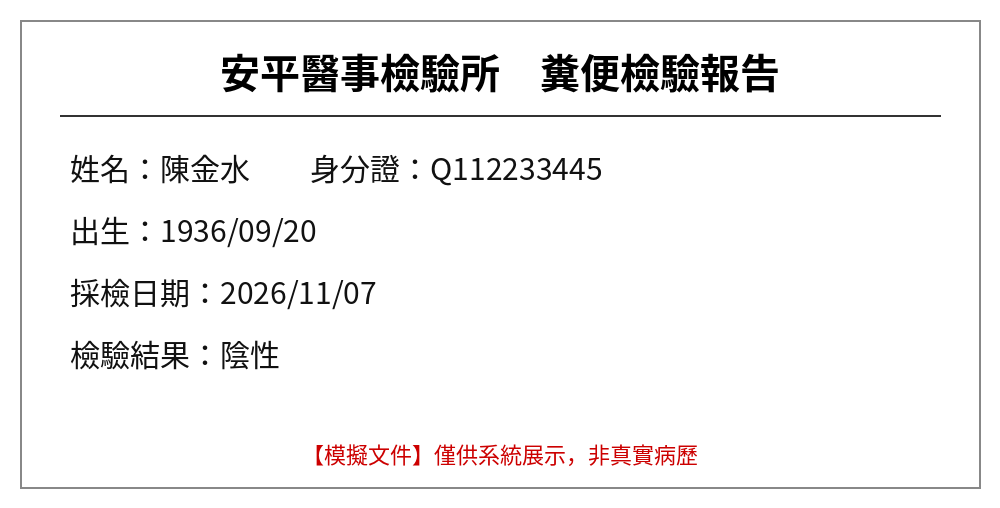 安平醫事檢驗所　糞便檢驗報告
姓名：陳金水　　身分證：Q112233445
出生：1936/09/20
採檢日期：2026/11/07
檢驗結果：陰性
【模擬文件】僅供系統展示，非真實病歷